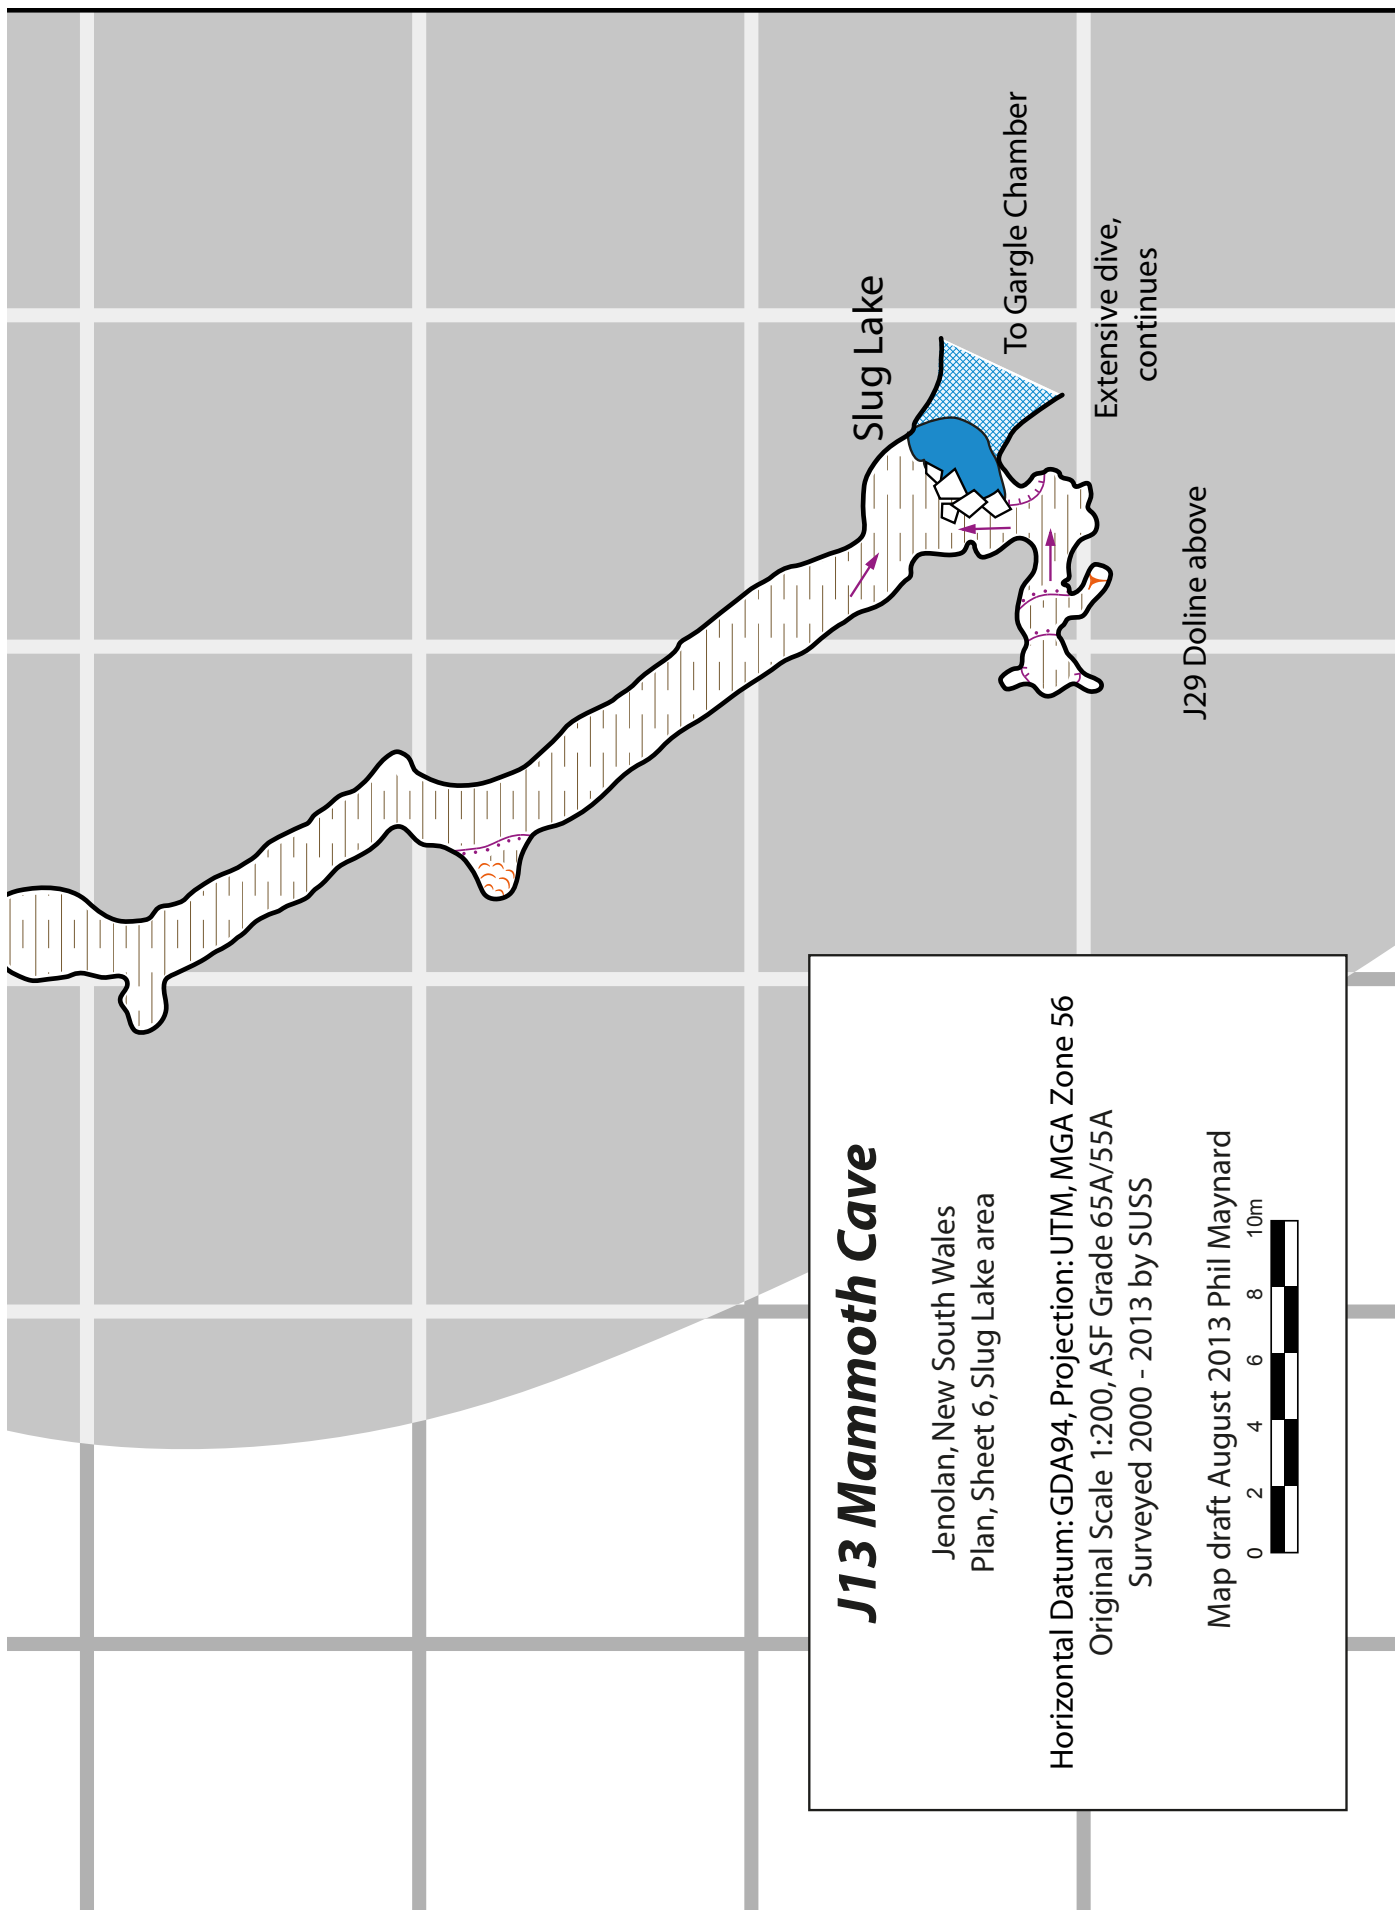 Slug Lake
To Gargle Chamber
Extensive dive,
continues
J29 Doline above
J13 Mammoth Cave
Jenolan, New South Wales
Plan, Sheet 6, Slug Lake area
Horizontal Datum: GDA94, Projection: UTM, MGA Zone 56
Original Scale 1:200, ASF Grade 65A/55A
Surveyed 2000 - 2013 by SUSS
Map draft August 2013 Phil Maynard
0 2 4 6 8 10m